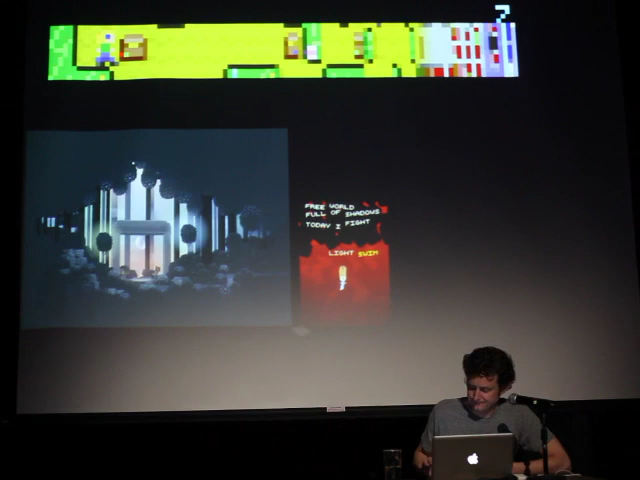 ?
FREE WORLD
FULL OF SHADOWS
TODAY I FIGHT
LIGHT SWIM